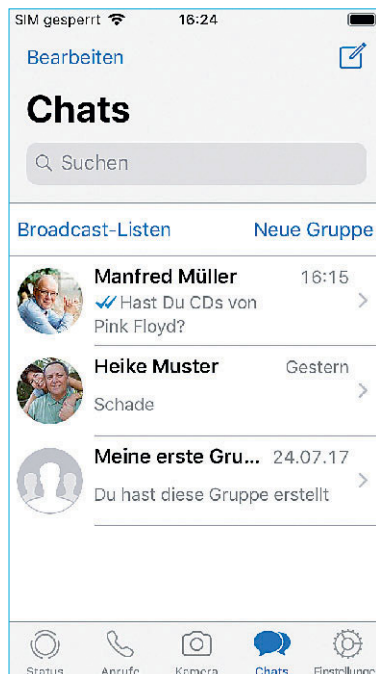 SIM gesperrt 16:24
Bearbeiten
Chats
Suchen
Broadcast-Listen Neue Gruppe
Manfred Müller 16:15
Hast Du CDs von
Pink Floyd?
Heike Muster Gestern
Schade
Meine erste Gru... 24.07.17
Du hast diese Gruppe erstellt
Status Anrufe Kamera Chats Einstellunge